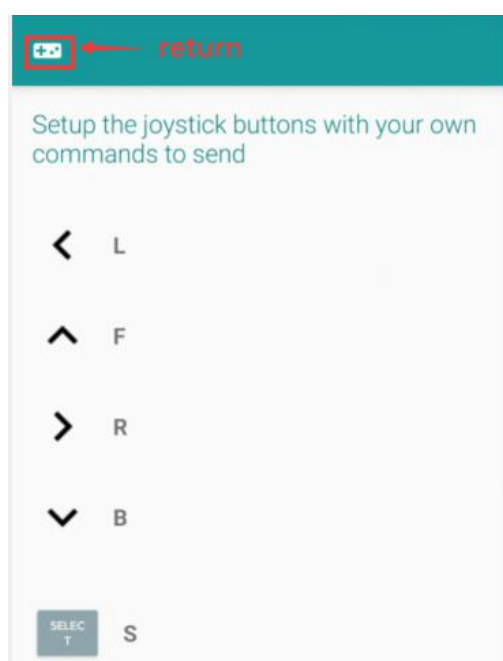 return
Setup the joystick buttons with your own
commands to send
L
F
R
B
SELEC
T
S